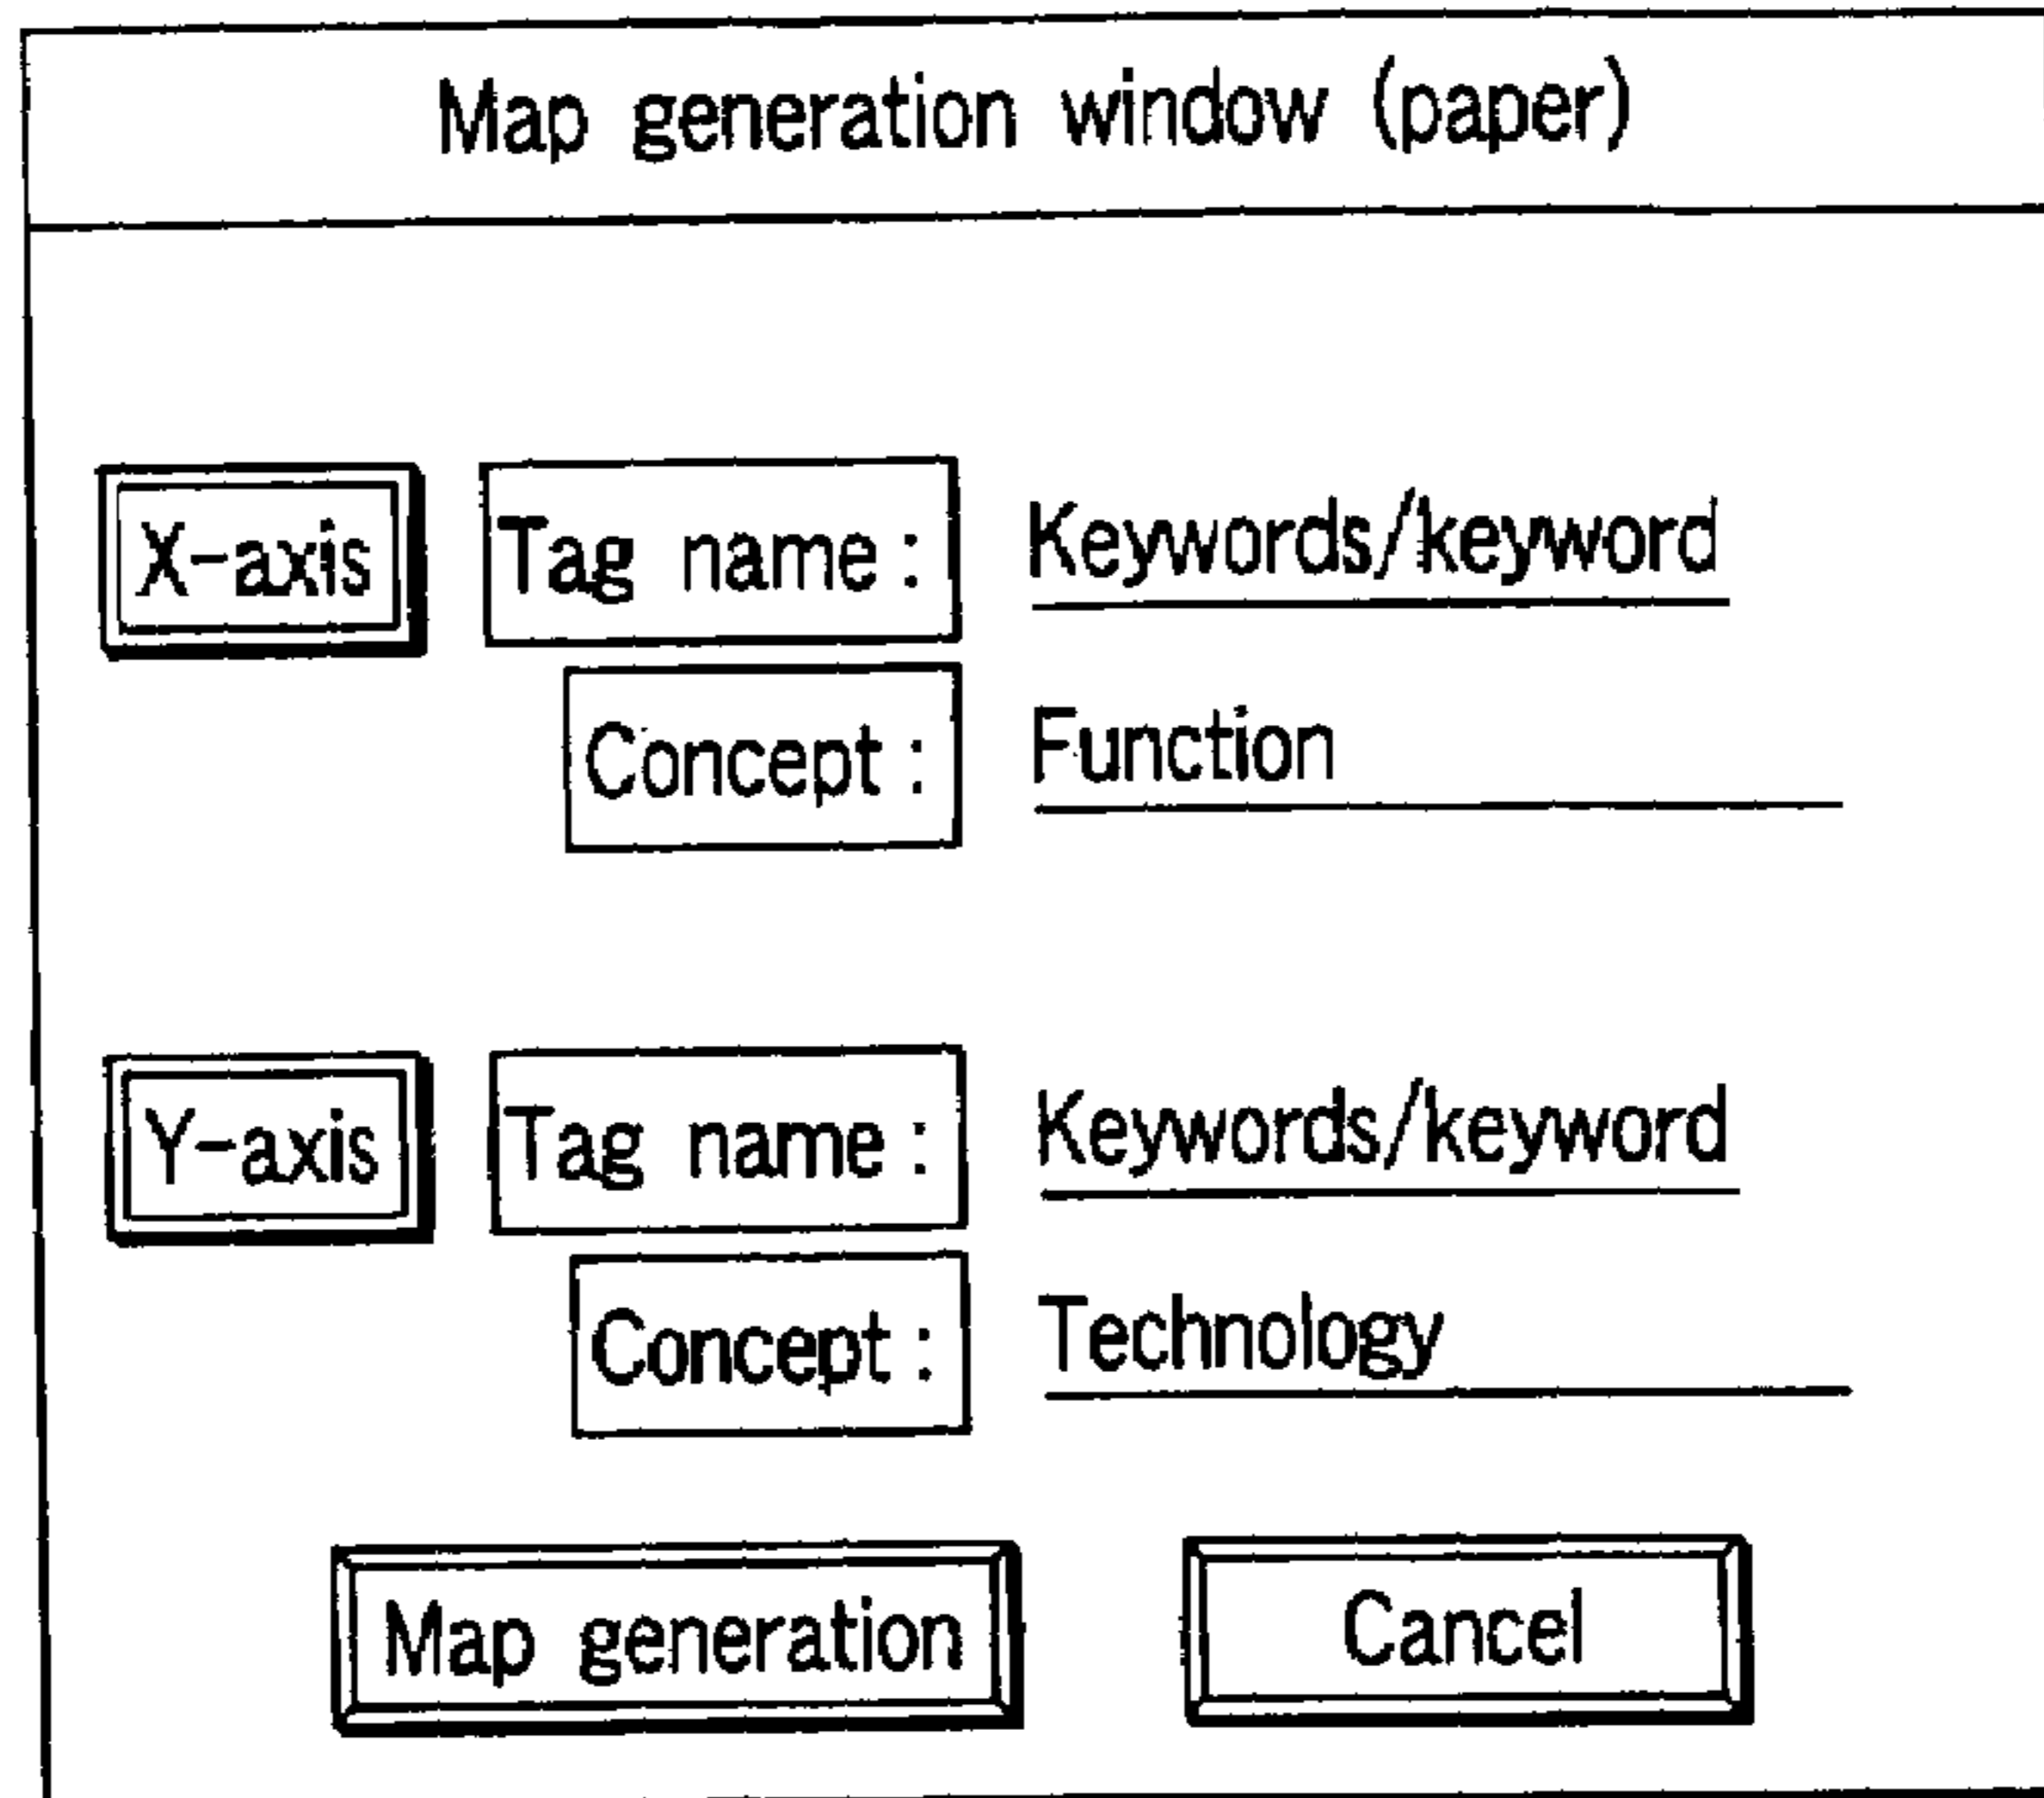 Map generation window (paper)
X-axis Tag name : Keywords/keyword
Concept : Function
Y-axis Tag name : Keywords/keyword
Concept : Technology
Map generation Cancel